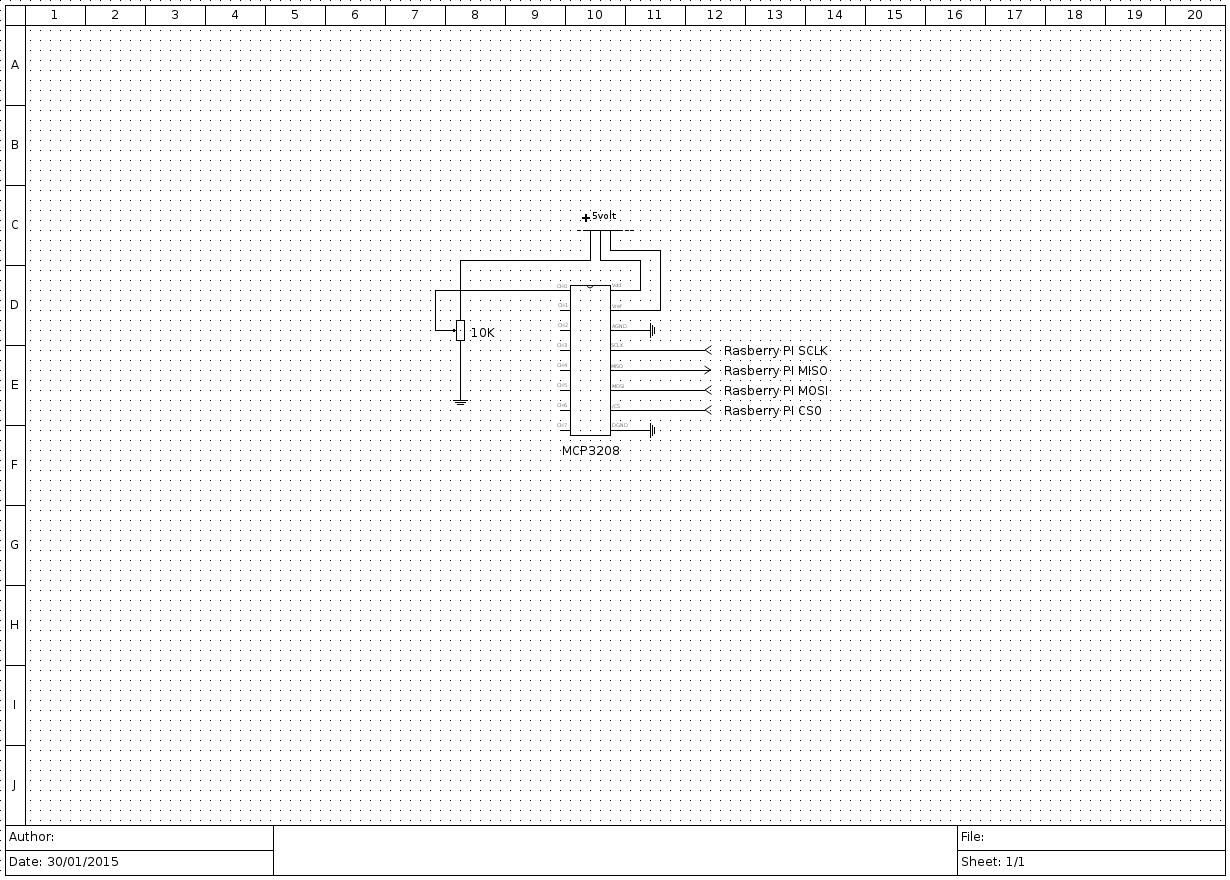 1 2 3 4 5 6 7 8 9 10 11 12 13 14 15 16 17 18 19 20
A
B
C
+5volt
D
CH0 Vdd
CH1 Vref
CH2 AGND
10K
CH3 SCLK Rasberry PI SCLK
CH4 MISO Rasberry PI MISO
E
CH5 MOSI Rasberry PI MOSI
CH6 /CS Rasberry PI CS0
CH7 DGND
MCP3208
F
G
H
I
J
Author: File:
Date: 30/01/2015 Sheet: 1/1